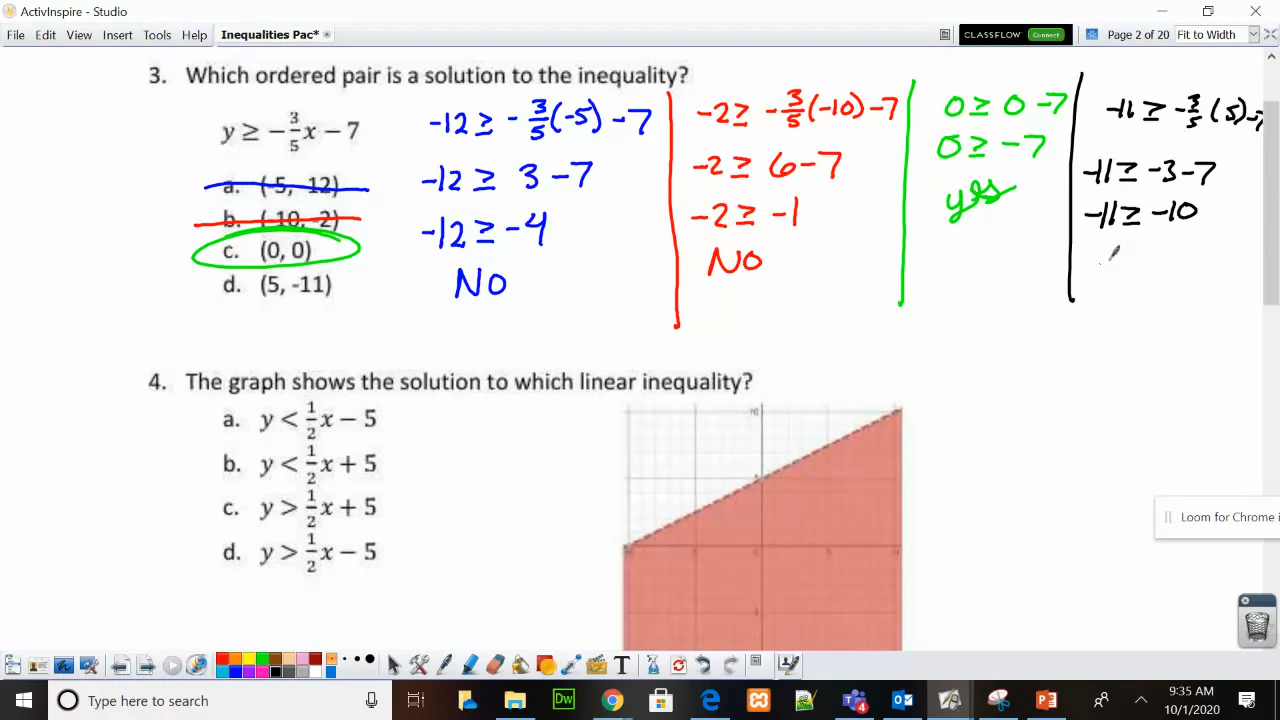 ActivInspire - Studio
File Edit View Insert Tools Help Inequalities Pac* CLASSFLOW Connect Page 2 of 20 Fit to Width
3. Which ordered pair is a solution to the inequality?
y ≥ -3/5x - 7
a. (-5, 12)
b. (-10, -2)
c. (0, 0)
d. (5, -11)
-12 ≥ -3/5(-5) - 7
-12 ≥ 3 - 7
-12 ≥ -4
NO
-2 ≥ -3/5(-10) - 7
-2 ≥ 6 - 7
-2 ≥ -1
NO
0 ≥ 0 - 7
0 ≥ -7
yes
-11 ≥ -3/5(5) - 7
-11 ≥ -3 - 7
-11 ≥ -10
4. The graph shows the solution to which linear inequality?
a. y < 1/2x - 5
b. y < 1/2x + 5
c. y > 1/2x + 5
d. y > 1/2x - 5
10
Loom for Chrome i
Type here to search
4
9:35 AM
10/1/2020